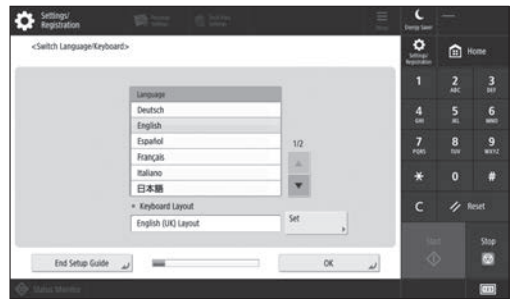 Settings/
Registration
Energy Saver
<Switch Language/Keyboard>
Settings/
Registration
Home
Language
Deutsch
English
Español
Français
Italiano
日本語
1/2
• Keyboard Layout
English (UK) Layout
Set
End Setup Guide
OK
1
2
ABC
3
DEF
4
GHI
5
JKL
6
MNO
7
PQRS
8
TUV
9
WXYZ
*
0
#
C
Reset
Start
Stop
Status Monitor